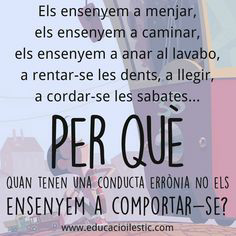 Els ensenyem a menjar,
els ensenyem a caminar,
els ensenyem a anar al lavabo,
a rentar-se les dents, a llegir,
a cordar-se les sabates...
PER QUÈ
QUAN TENEN UNA CONDUCTA ERRÒNIA NO ELS
ENSENYEM A COMPORTAR-SE?
www.educacioilestic.com